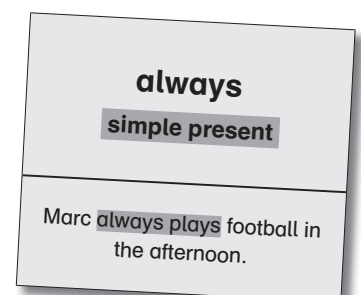 always
simple present
Marc always plays football in
the afternoon.